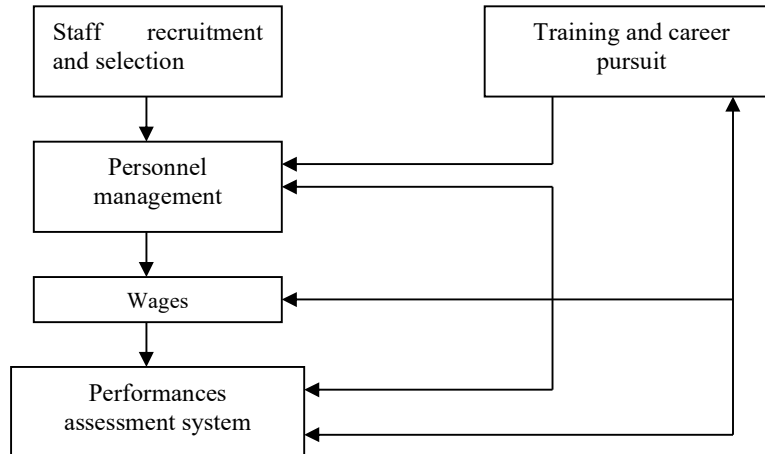 Staff recruitment
and selection
Training and career
pursuit
Personnel
management
Wages
Performances
assessment system